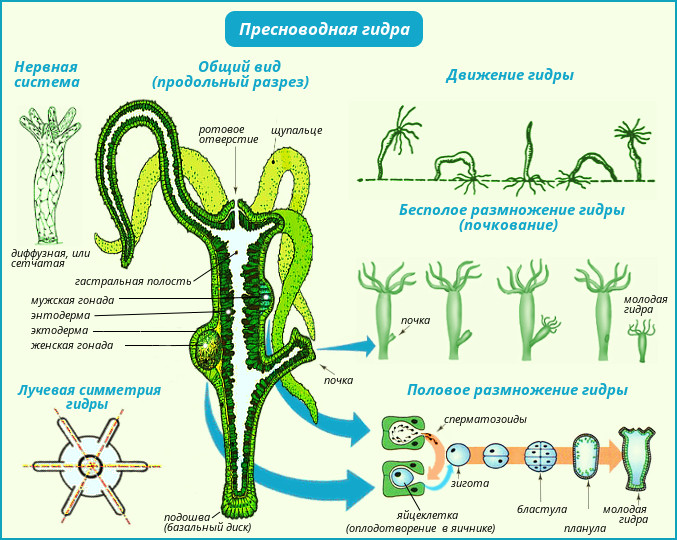 Пресноводная гидра
Нервная
система
Общий вид
(продольный разрез)
Движение гидры
ротовое
отверстие
щупальце
диффузная, или
сетчатая
Бесполое размножение гидры
(почкование)
гастральная полость
мужская гонада
энтодерма
эктодерма
женская гонада
почка
почка
молодая
гидра
Лучевая симметрия
гидры
Половое размножение гидры
сперматозоиды
зигота
яйцеклетка
(оплодотворение в яичнике)
бластула
планула
молодая
гидра
подошва
(базальный диск)